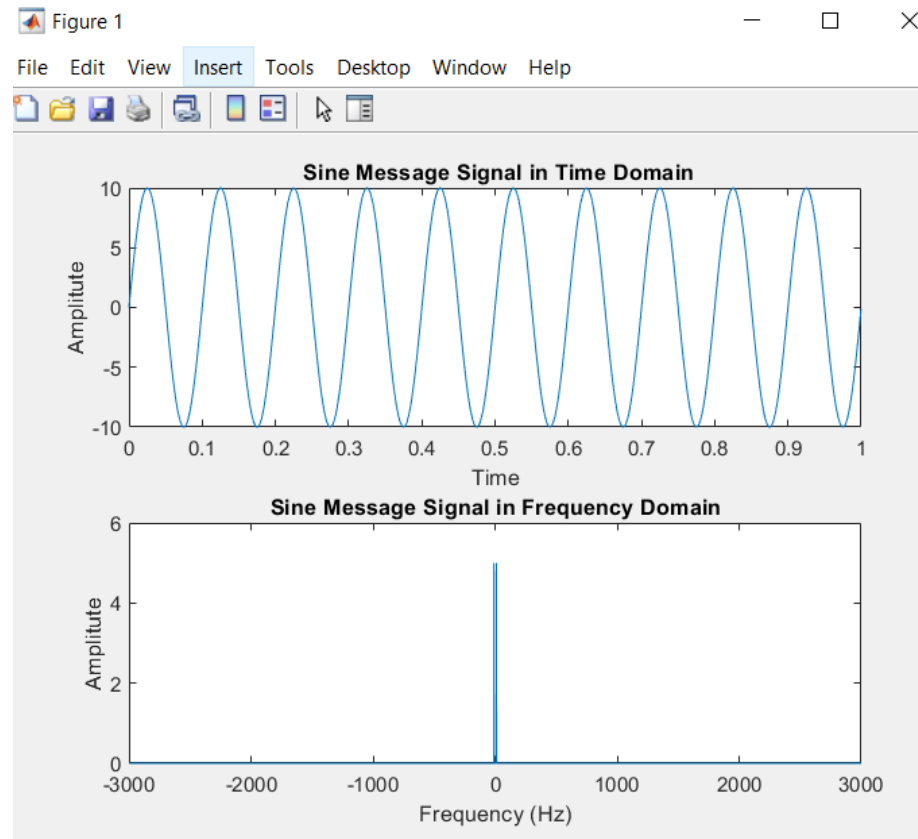 Figure 1
File Edit View Insert Tools Desktop Window Help
Sine Message Signal in Time Domain
10
5
0
-5
-10
Amplitute
0 0.1 0.2 0.3 0.4 0.5 0.6 0.7 0.8 0.9 1
Time
Sine Message Signal in Frequency Domain
6
4
2
0
Amplitute
-3000 -2000 -1000 0 1000 2000 3000
Frequency (Hz)